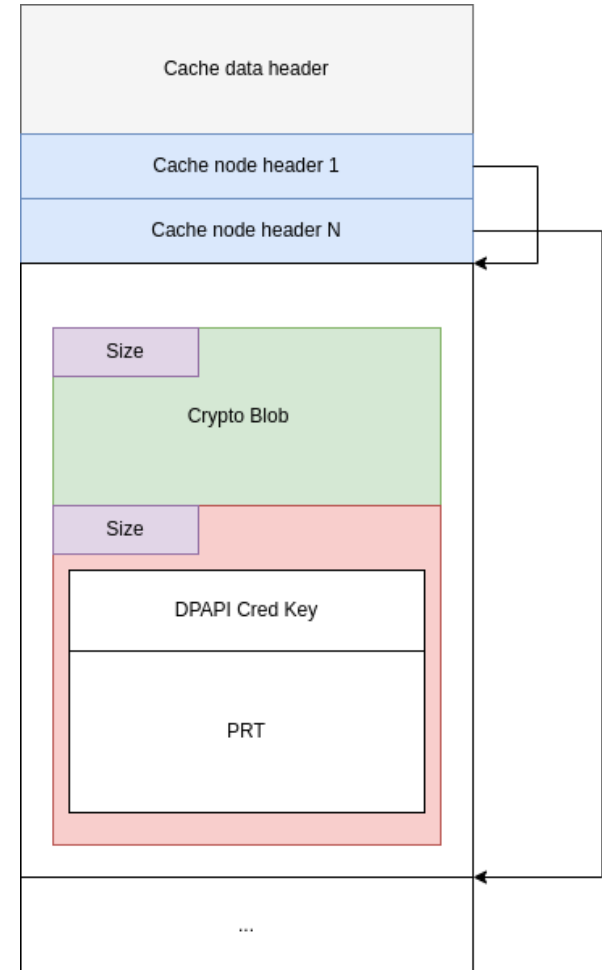 Cache data header
Cache node header 1
Cache node header N
Size
Crypto Blob
Size
DPAPI Cred Key
PRT
...